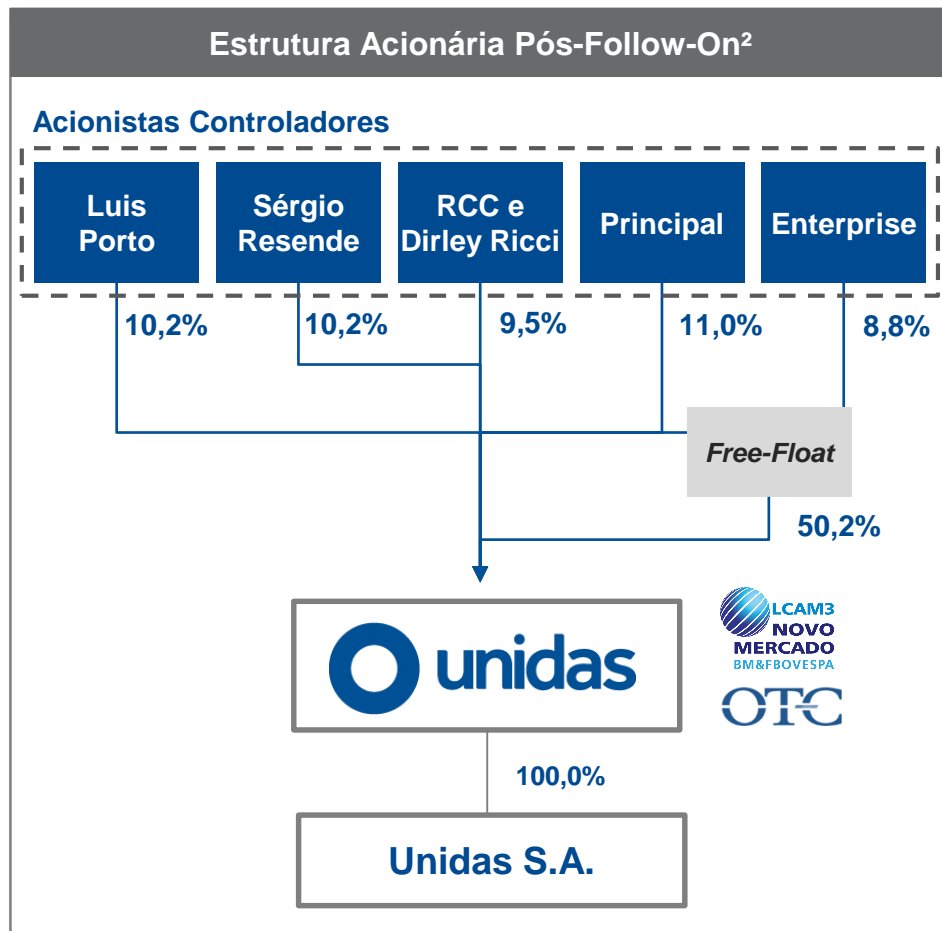 Estrutura Acionária Pós-Follow-On²
Acionistas Controladores
Luis
Porto
Sérgio
Resende
RCC e
Dirley Ricci
Principal
Enterprise
10,2%
10,2%
9,5%
11,0%
8,8%
Free-Float
50,2%
unidas
LCAM3
NOVO
MERCADO
BM&FBOVESPA
OTC
100,0%
Unidas S.A.